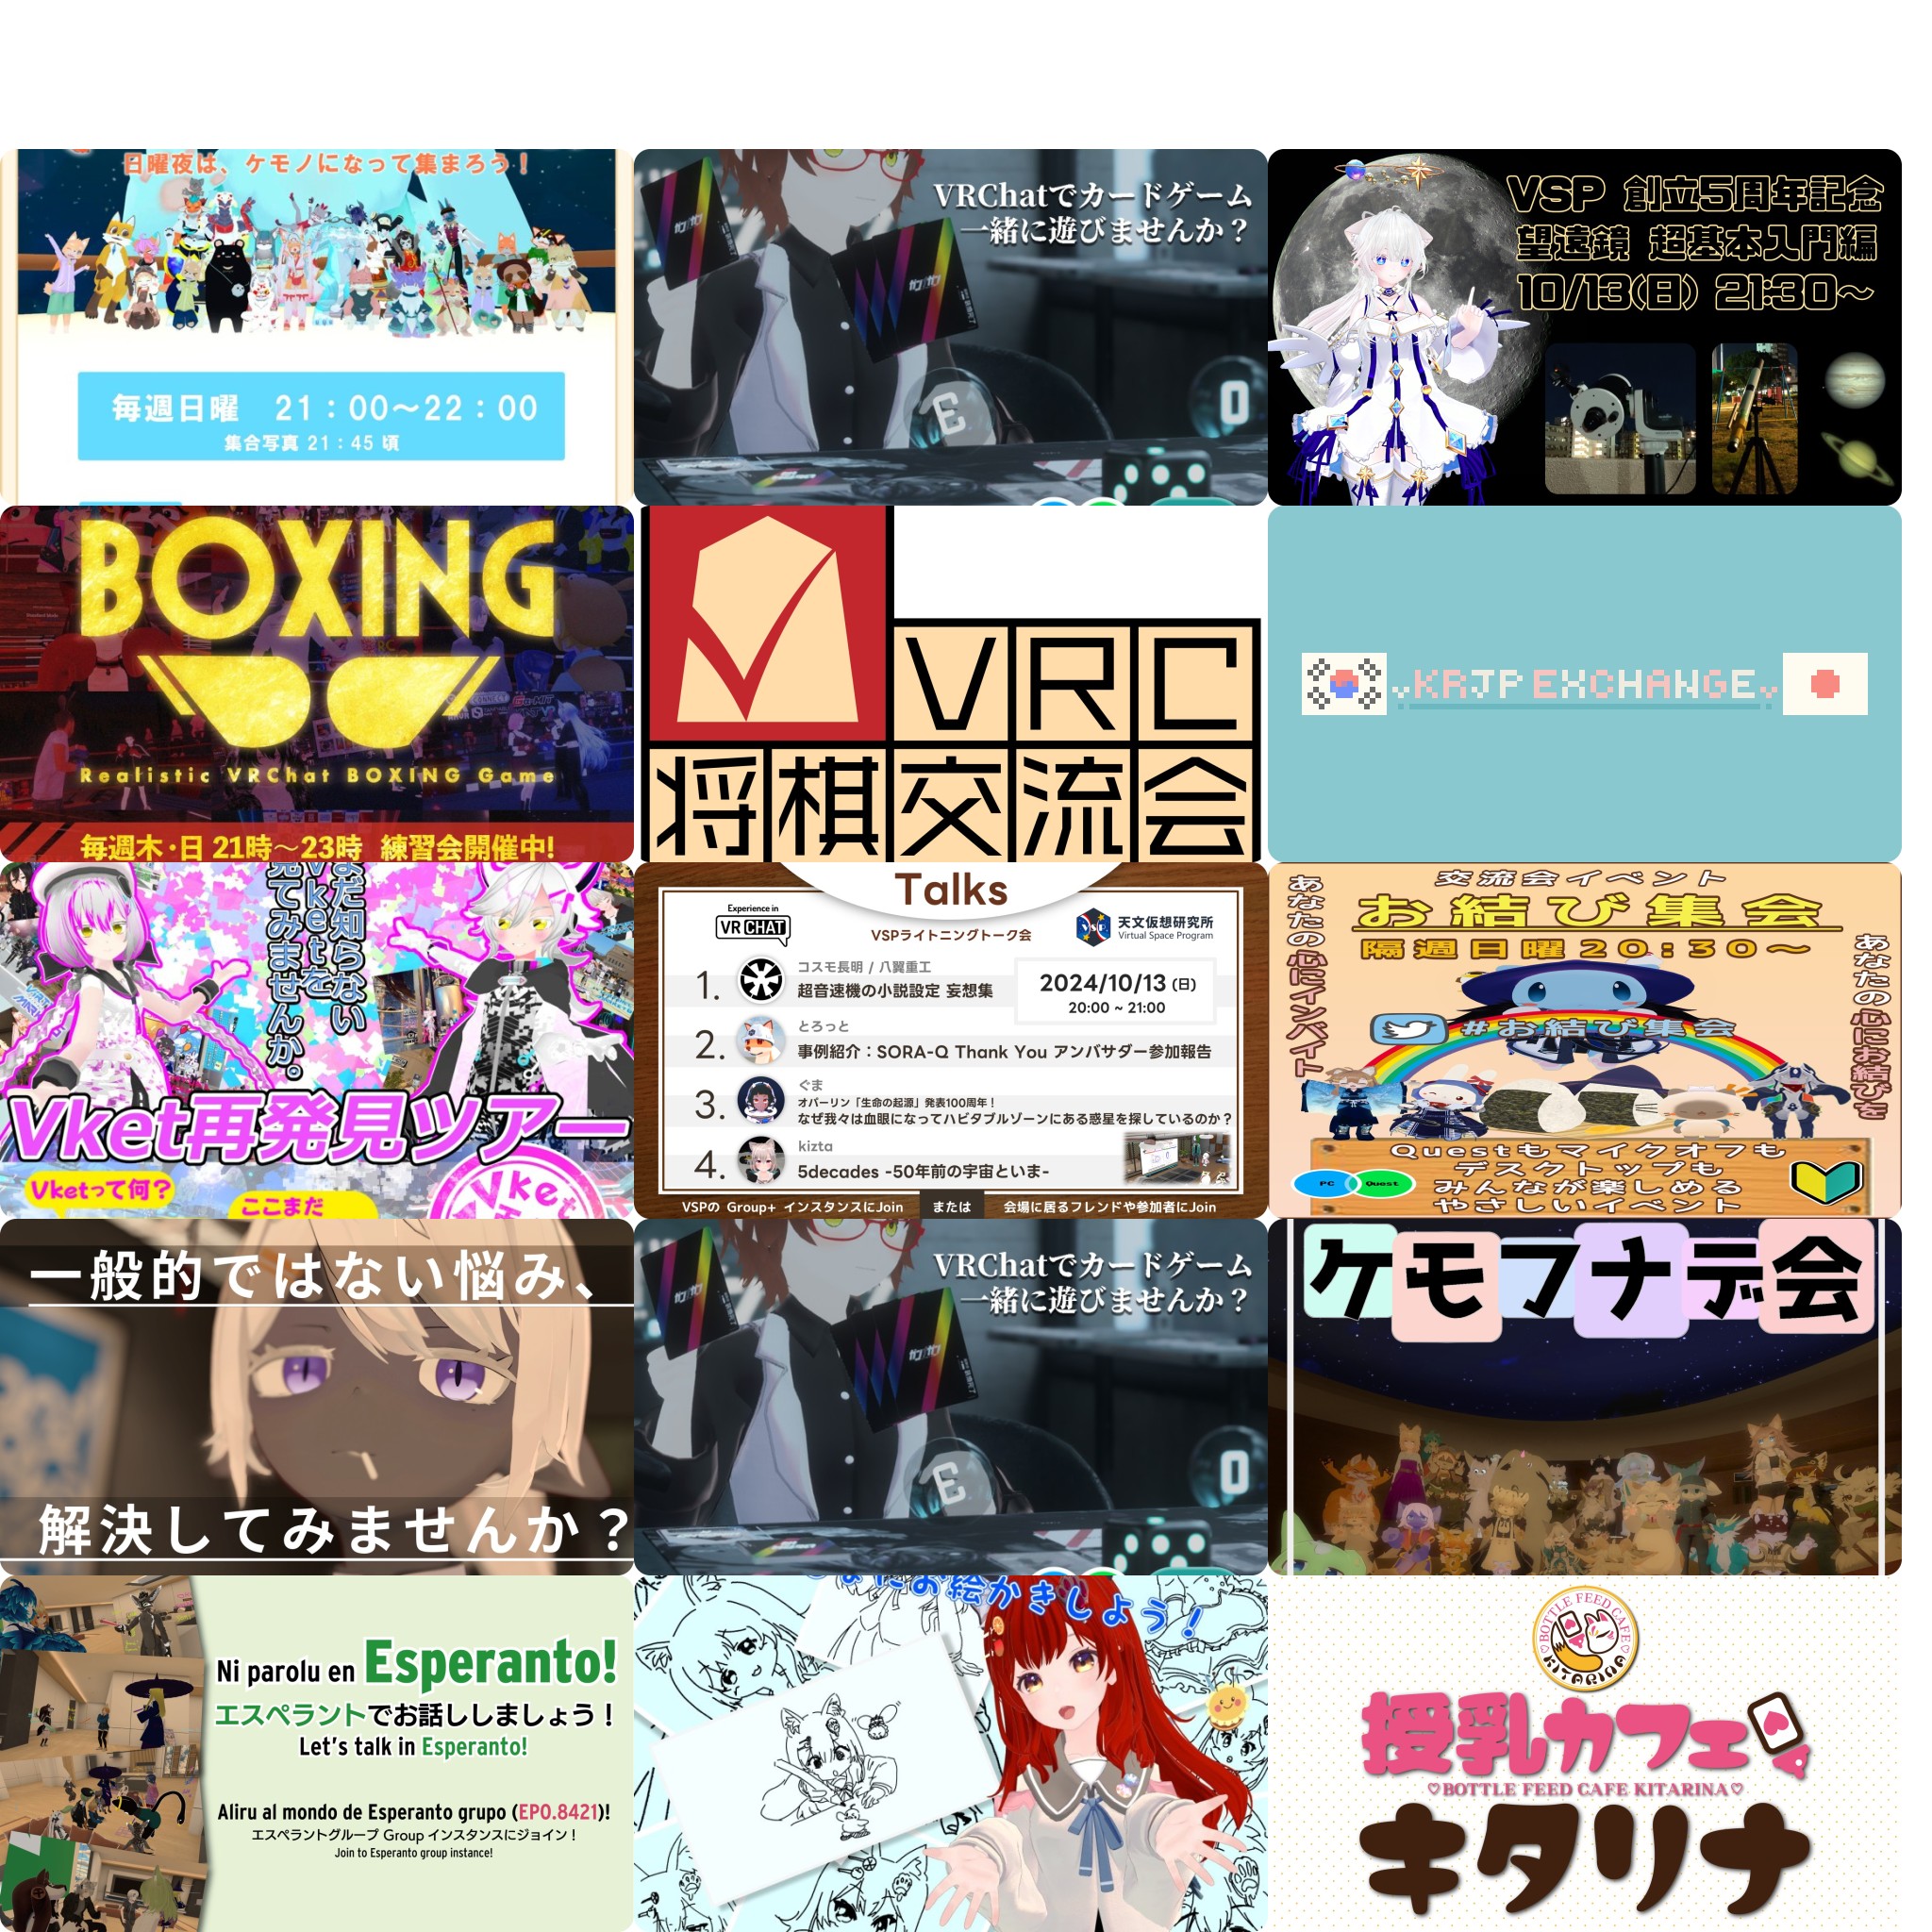 日曜夜は、ケモノになって集まろう！
毎週日曜 21：00～22：00
集合写真 21：45 頃
VRChatでカードゲーム
一緒に遊びませんか？
E
0
VSP 創立5周年記念
望遠鏡 超基本入門編
10/13(日) 21:30～
BOXING
Realistic VRChat BOXING Game
毎週木･日 21時～23時 練習会開催中!
VRC
将棋交流会
KRJP EXCHANGE
まだ知らない
Vketを
見てみませんか。
Vket再発見ツアー
Vketって何？
ここまだ
Vket
Talks
Experience in
VRCHAT
VSPライトニングトーク会
VSP
天文仮想研究所
Virtual Space Program
2024/10/13 (日)
20:00 ~ 21:00
1.
コスモ長明 / 八翼重工
超音速機の小説設定 妄想集
2.
とろっと
事例紹介：SORA-Q Thank You アンバサダー参加報告
3.
ぐま
オパーリン「生命の起源」発表100周年！
なぜ我々は血眼になってハビタブルゾーンにある惑星を探しているのか？
4.
kizta
5decades -50年前の宇宙といま-
VSPの Group+ インスタンスにJoin または 会場に居るフレンドや参加者にJoin
交流会イベント
お結び集会
隔週日曜20:30～
あなたの心にインバイト
あなたの心にお結びを
#お結び集会
Questもマイクオフも
デスクトップも
みんなが楽しめる
やさしいイベント
PC
Quest
一般的ではない悩み、
解決してみませんか？
VRChatでカードゲーム
一緒に遊びませんか？
E
0
ケモフナデ会
Ni parolu en Esperanto!
エスペラントでお話ししましょう！
Let's talk in Esperanto!
Aliru al mondo de Esperanto grupo (EPO.8421)!
エスペラントグループ Group インスタンスにジョイン！
Join to Esperanto group instance!
お絵かきしよう！
BOTTLE FEED CAFE
KITARINA
授乳カフェ
♡BOTTLE FEED CAFE KITARINA♡
キタリナ